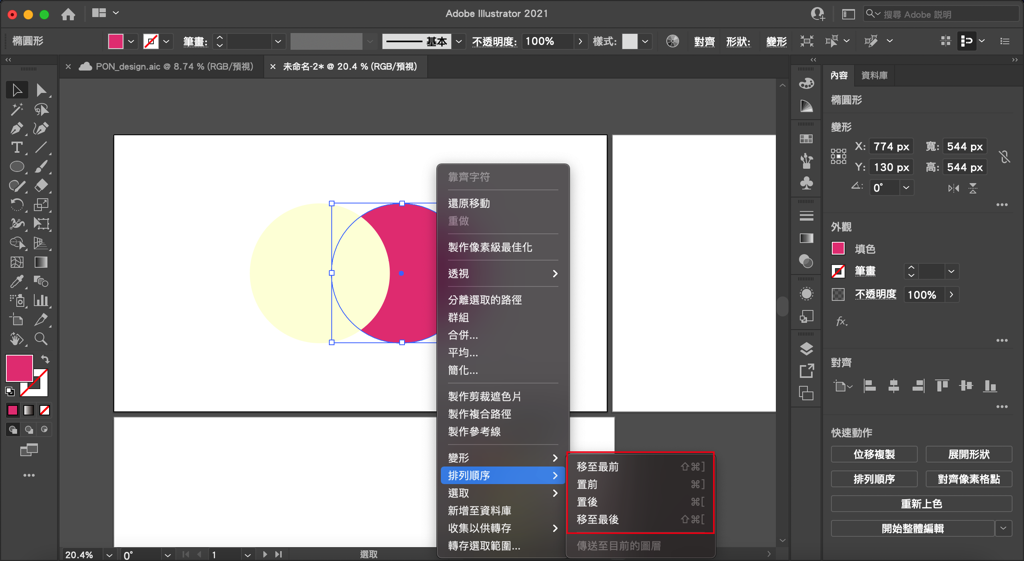 Adobe Illustrator 2021
搜尋 Adobe 說明
橢圓形
筆畫:
基本
不透明度:
100%
樣式:
對齊
形狀:
變形
PON_design.aic @ 8.74 % (RGB/預視)
未命名-2* @ 20.4 % (RGB/預視)
靠齊字符
還原移動
重做
製作像素級最佳化
透視
分離選取的路徑
群組
合併...
平均...
簡化...
製作剪裁遮色片
製作複合路徑
製作參考線
變形
排列順序
選取
新增至資料庫
收集以供轉存
轉存選取範圍...
移至最前 ⇧⌘]
置前 ⌘]
置後 ⌘[
移至最後 ⇧⌘[
傳送至目前的圖層
內容
資料庫
橢圓形
變形
X: 774 px
寬: 544 px
Y: 130 px
高: 544 px
0°
外觀
填色
筆畫
不透明度 100%
fx.
對齊
快速動作
位移複製
展開形狀
排列順序
對齊像素格點
重新上色
開始整體編輯
20.4%
0°
1
選取